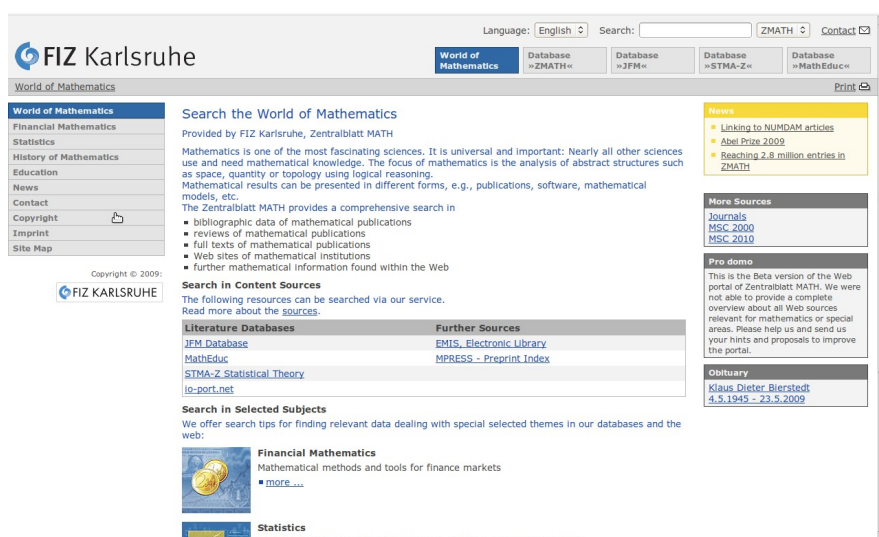 Language: English Search: ZMATH Contact
FIZ Karlsruhe
World of Mathematics
Database »ZMATH«
Database »JFM«
Database »STMA-Z«
Database »MathEduc«
World of Mathematics
Print
World of Mathematics
Financial Mathematics
Statistics
History of Mathematics
Education
News
Contact
Copyright
Imprint
Site Map
Copyright © 2009:
FIZ KARLSRUHE
Search the World of Mathematics
Provided by FIZ Karlsruhe, Zentralblatt MATH
Mathematics is one of the most fascinating sciences. It is universal and important: Nearly all other sciences
use and need mathematical knowledge. The focus of mathematics is the analysis of abstract structures such
as space, quantity or topology using logical reasoning.
Mathematical results can be presented in different forms, e.g., publications, software, mathematical
models, etc.
The Zentralblatt MATH provides a comprehensive search in
bibliographic data of mathematical publications
reviews of mathematical publications
full texts of mathematical publications
Web sites of mathematical institutions
further mathematical information found within the Web
Search in Content Sources
The following resources can be searched via our service.
Read more about the sources.
Literature Databases Further Sources
JFM Database EMIS, Electronic Library
MathEduc MPRESS - Preprint Index
STMA-Z Statistical Theory
io-port.net
Search in Selected Subjects
We offer search tips for finding relevant data dealing with special selected themes in our databases and the
web:
Financial Mathematics
Mathematical methods and tools for finance markets
more ...
Statistics
News
Linking to NUMDAM articles
Abel Prize 2009
Reaching 2.8 million entries in
ZMATH
More Sources
Journals
MSC 2000
MSC 2010
Pro domo
This is the Beta version of the Web
portal of Zentralblatt MATH. We were
not able to provide a complete
overview about all Web sources
relevant for mathematics or special
areas. Please help us and send us
your hints and proposals to improve
the portal.
Obituary
Klaus Dieter Bierstedt
4.5.1945 - 23.5.2009